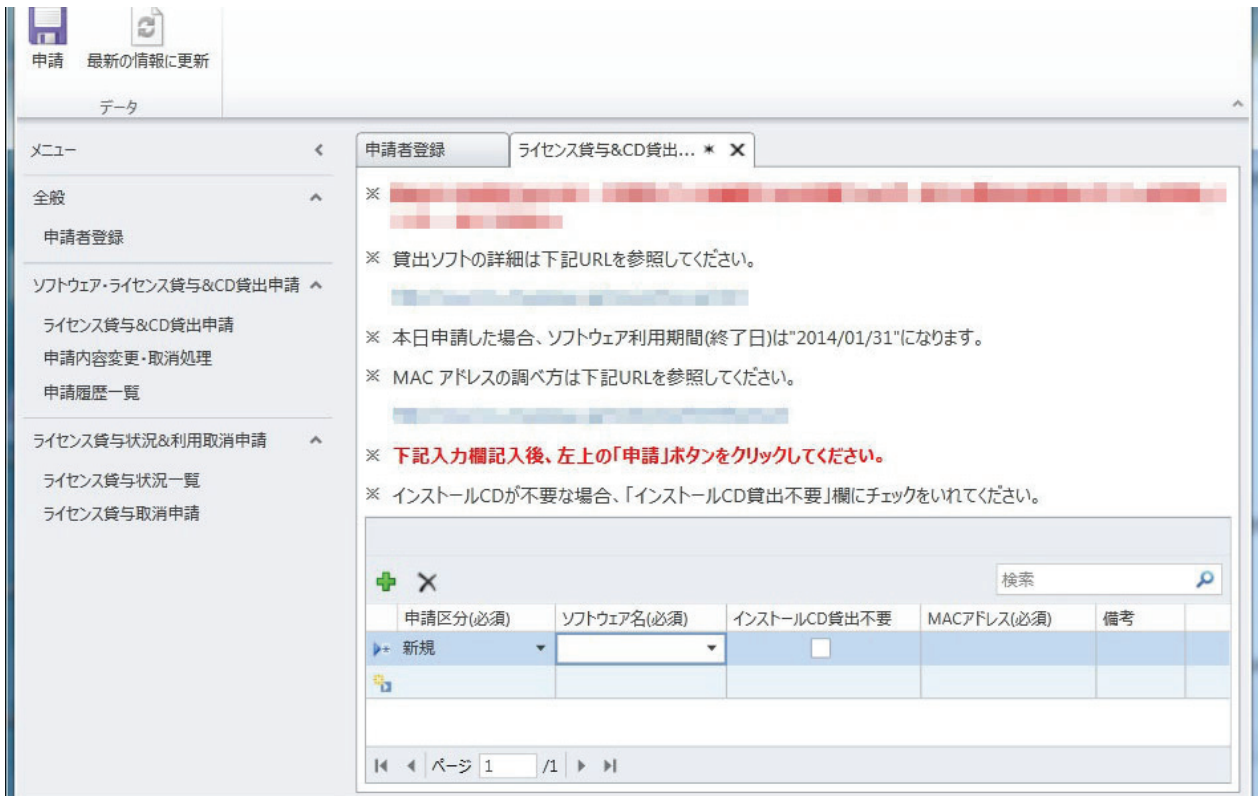 申請 最新の情報に更新
データ
メニュー
全般
申請者登録
ソフトウェア・ライセンス貸与&CD貸出申請
ライセンス貸与&CD貸出申請
申請内容変更・取消処理
申請履歴一覧
ライセンス貸与状況&利用取消申請
ライセンス貸与状況一覧
ライセンス貸与取消申請
申請者登録 ライセンス貸与&CD貸出... *
※
※ 貸出ソフトの詳細は下記URLを参照してください。
※ 本日申請した場合、ソフトウェア利用期間(終了日)は"2014/01/31"になります。
※ MAC アドレスの調べ方は下記URLを参照してください。
※ 下記入力欄記入後、左上の「申請」ボタンをクリックしてください。
※ インストールCDが不要な場合、「インストールCD貸出不要」欄にチェックをいれてください。
検索
申請区分(必須) ソフトウェア名(必須) インストールCD貸出不要 MACアドレス(必須) 備考
新規
ページ 1 /1